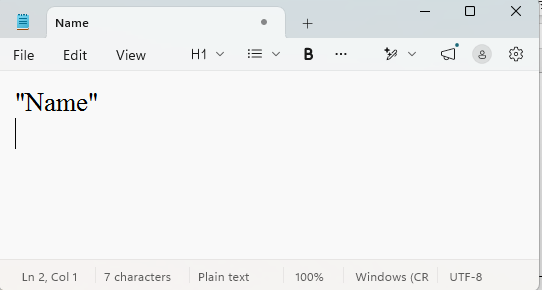 Name
File Edit View H1 B ...
"Name"
Ln 2, Col 1 7 characters Plain text 100% Windows (CR UTF-8